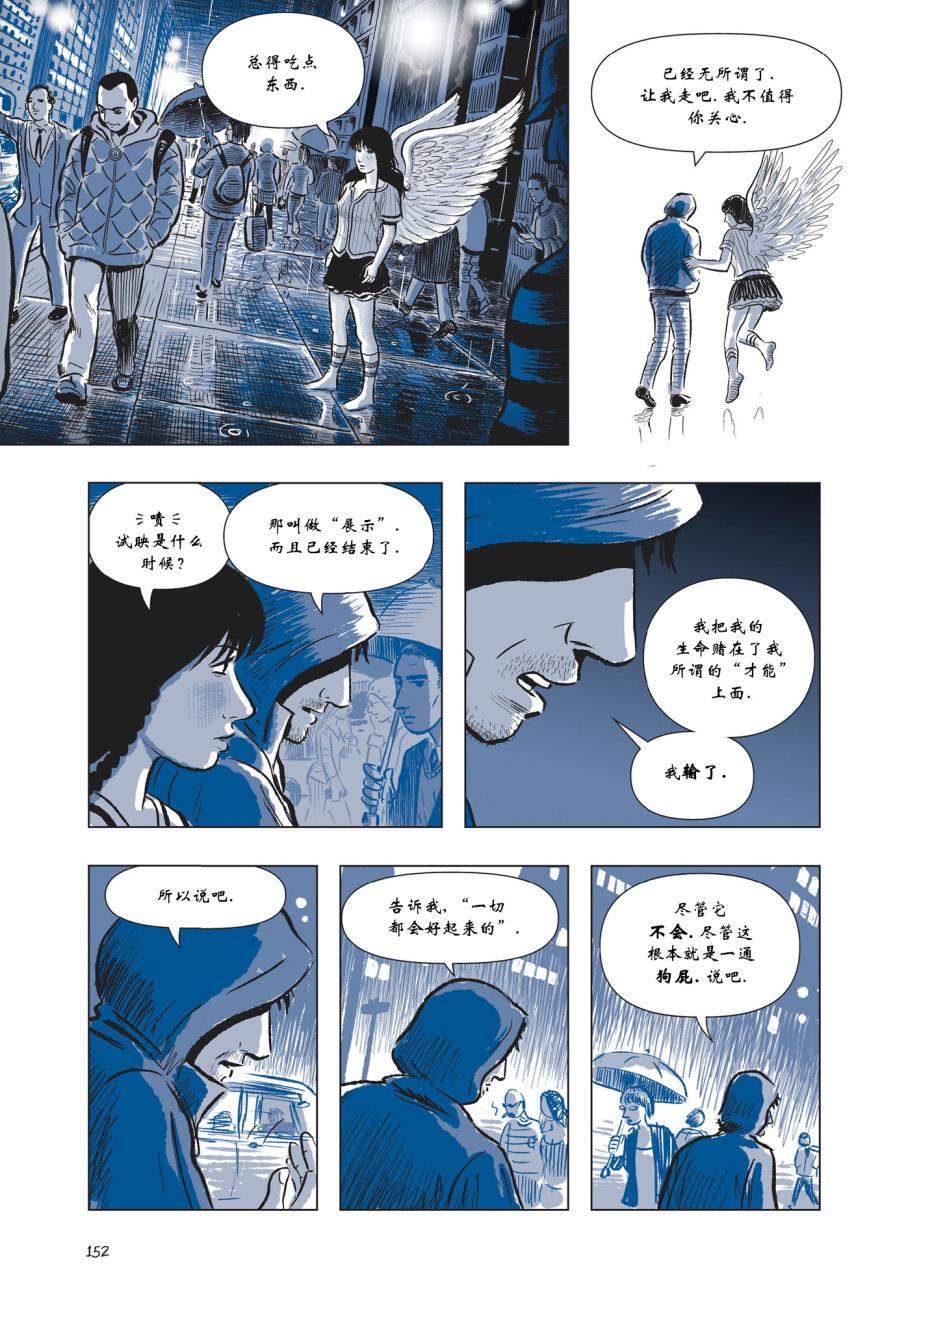 总得吃点
东西.
已经无所谓了.
让我走吧. 我不值得
你关心.
啧
试映是什么
时候?
那叫做“展示”.
而且已经结束了.
我把我的
生命赌在了我
所谓的“才能”
上面.
我输了.
所以说吧.
告诉我, “一切
都会好起来的”.
尽管它
不会. 尽管这
根本就是一通
狗屁. 说吧.
152